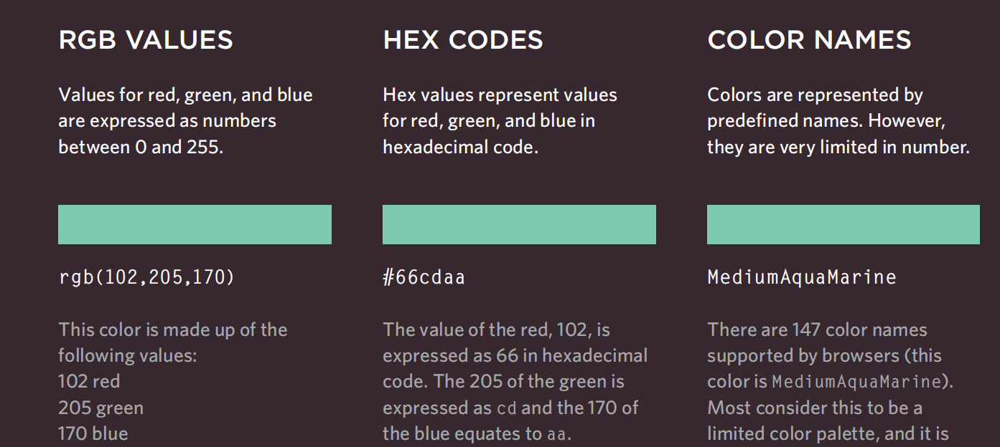 RGB VALUES
Values for red, green, and blue
are expressed as numbers
between 0 and 255.
rgb(102,205,170)
This color is made up of the
following values:
102 red
205 green
170 blue
HEX CODES
Hex values represent values
for red, green, and blue in
hexadecimal code.
#66cdaa
The value of the red, 102, is
expressed as 66 in hexadecimal
code. The 205 of the green is
expressed as cd and the 170 of
the blue equates to aa.
COLOR NAMES
Colors are represented by
predefined names. However,
they are very limited in number.
MediumAquaMarine
There are 147 color names
supported by browsers (this
color is MediumAquaMarine).
Most consider this to be a
limited color palette, and it is